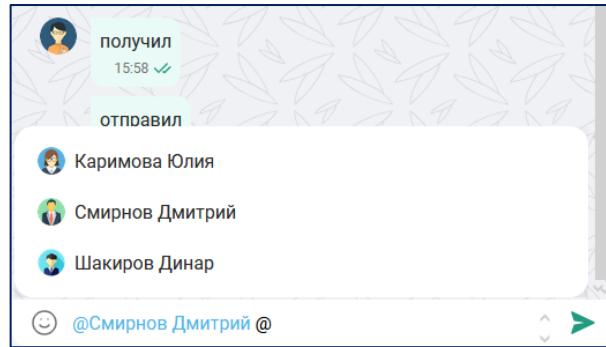 получил
15:58
отправил
Каримова Юлия
Смирнов Дмитрий
Шакиров Динар
@Смирнов Дмитрий @